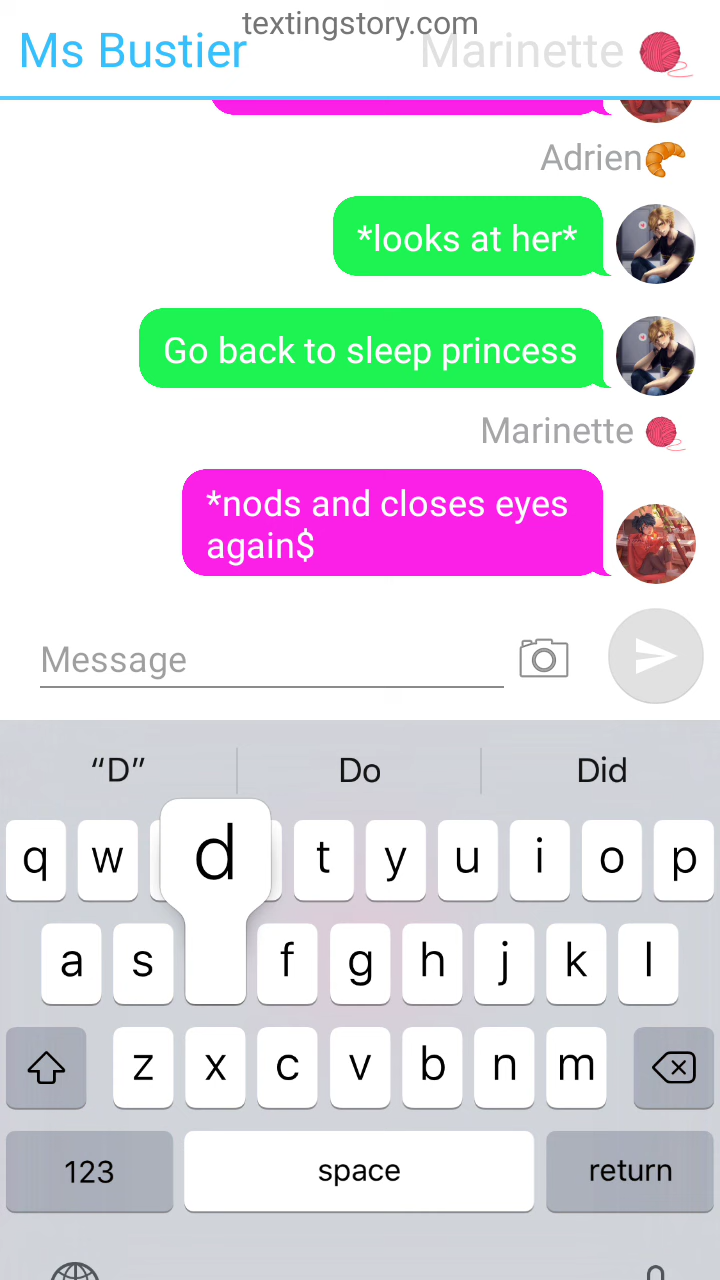 textingstory.com
Ms Bustier
Marinette
Adrien
*looks at her*
Go back to sleep princess
Marinette
*nods and closes eyes
again$
Message
“D”
Do
Did
q w d t y u i o p
a s f g h j k l
z x c v b n m
123 space return